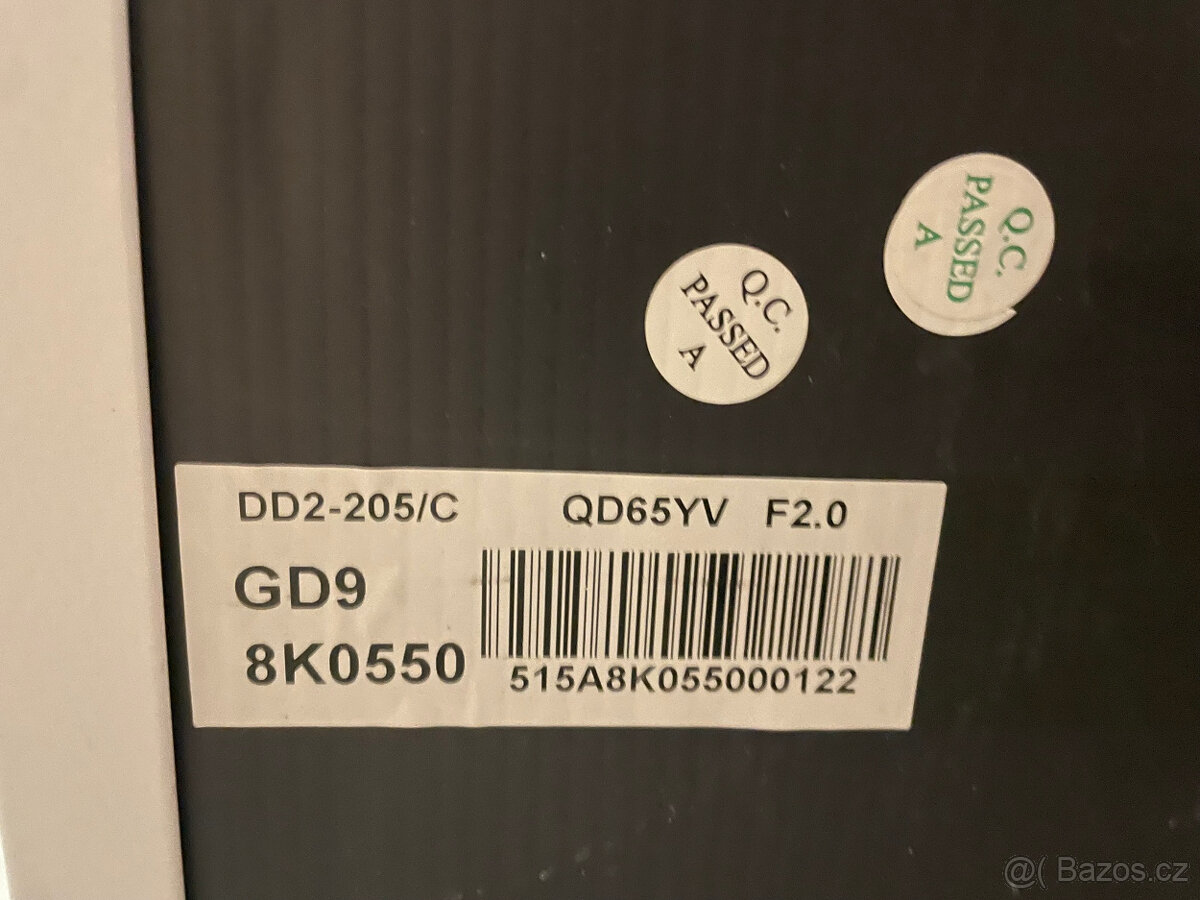 Q.C.
PASSED
A
Q.C.
PASSED
A
DD2-205/C QD65YV F2.0
GD9
8K0550
515A8K055000122
@( Bazos.cz